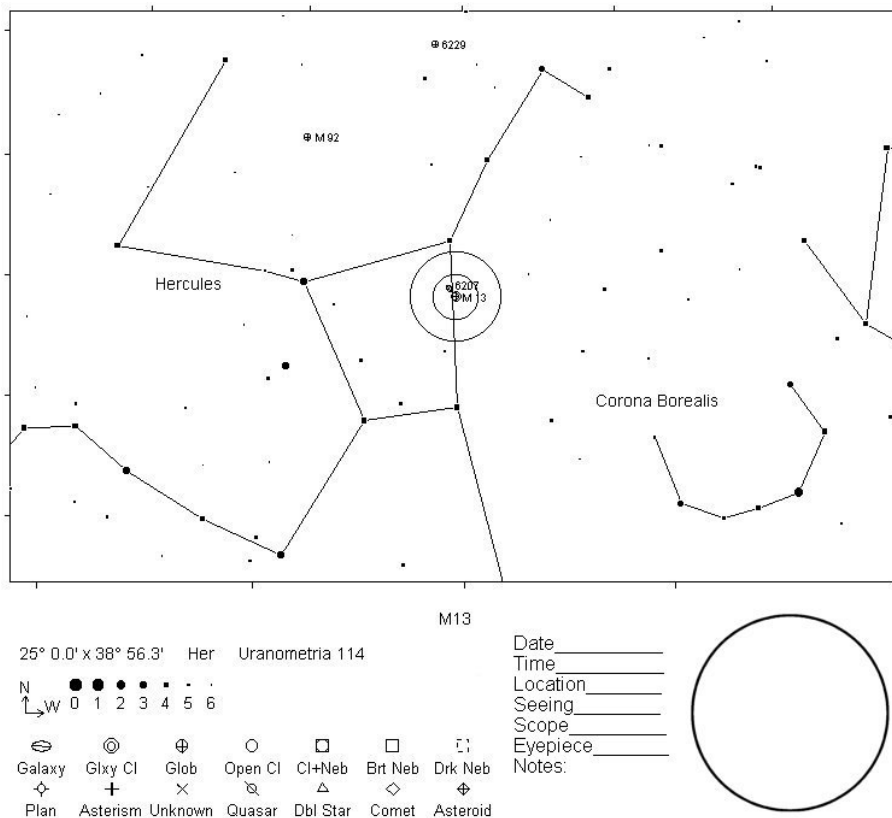 6229
M 92
Hercules
6207
M 13
Corona Borealis
M13
25° 0.0' x 38° 56.3' Her Uranometria 114
N
W
0 1 2 3 4 5 6
Galaxy Glxy Cl Glob Open Cl Cl+Neb Brt Neb Drk Neb
Plan Asterism Unknown Quasar Dbl Star Comet Asteroid
Date
Time
Location
Seeing
Scope
Eyepiece
Notes: